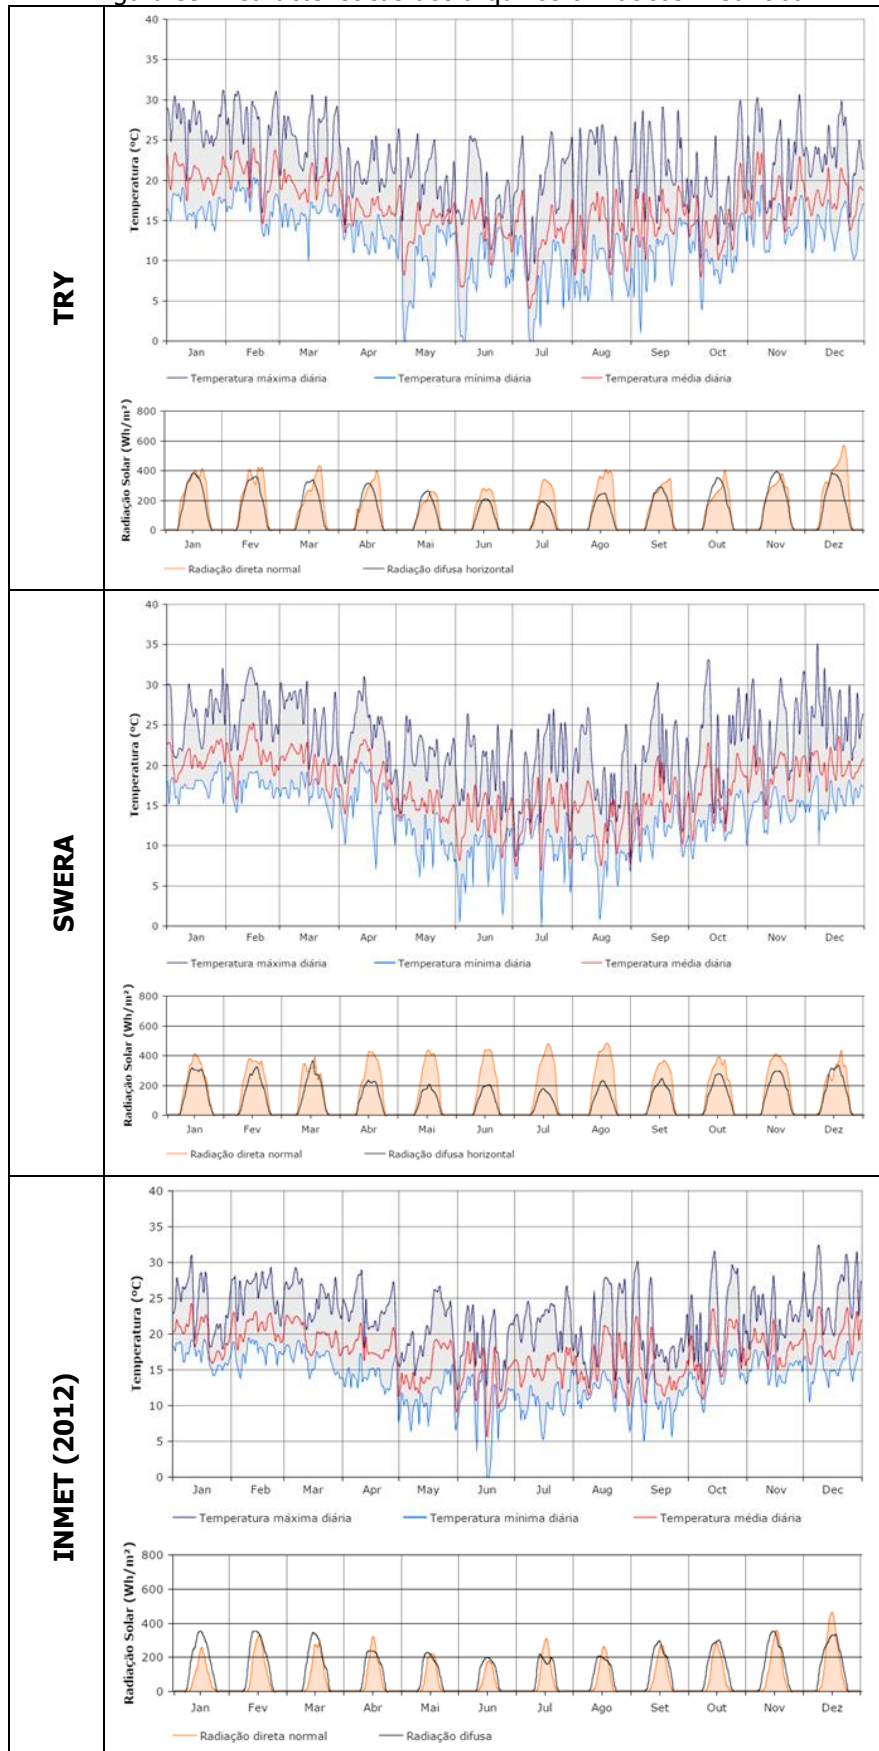 TRY
Temperatura (ºC)
40
35
30
25
20
15
10
5
0
Jan Feb Mar Apr May Jun Jul Aug Sep Oct Nov Dec
Temperatura máxima diária Temperatura mínima diária Temperatura média diária
Radiação Solar (Wh/m²)
800
600
400
200
0
Jan Fev Mar Abr Mai Jun Jul Ago Set Out Nov Dez
Radiação direta normal Radiação difusa horizontal
SWERA
Temperatura (ºC)
40
35
30
25
20
15
10
5
0
Jan Feb Mar Apr May Jun Jul Aug Sep Oct Nov Dec
Temperatura máxima diária Temperatura mínima diária Temperatura média diária
Radiação Solar (Wh/m²)
800
600
400
200
0
Jan Fev Mar Abr Mai Jun Jul Ago Set Out Nov Dez
Radiação direta normal Radiação difusa horizontal
INMET (2012)
Temperatura (ºC)
40
35
30
25
20
15
10
5
0
Jan Feb Mar Apr May Jun Jul Aug Sep Oct Nov Dec
Temperatura máxima diária Temperatura mínima diária Temperatura média diária
Radiação Solar (Wh/m²)
800
600
400
200
0
Jan Fev Mar Abr Mai Jun Jul Ago Set Out Nov Dez
Radiação direta normal Radiação difusa